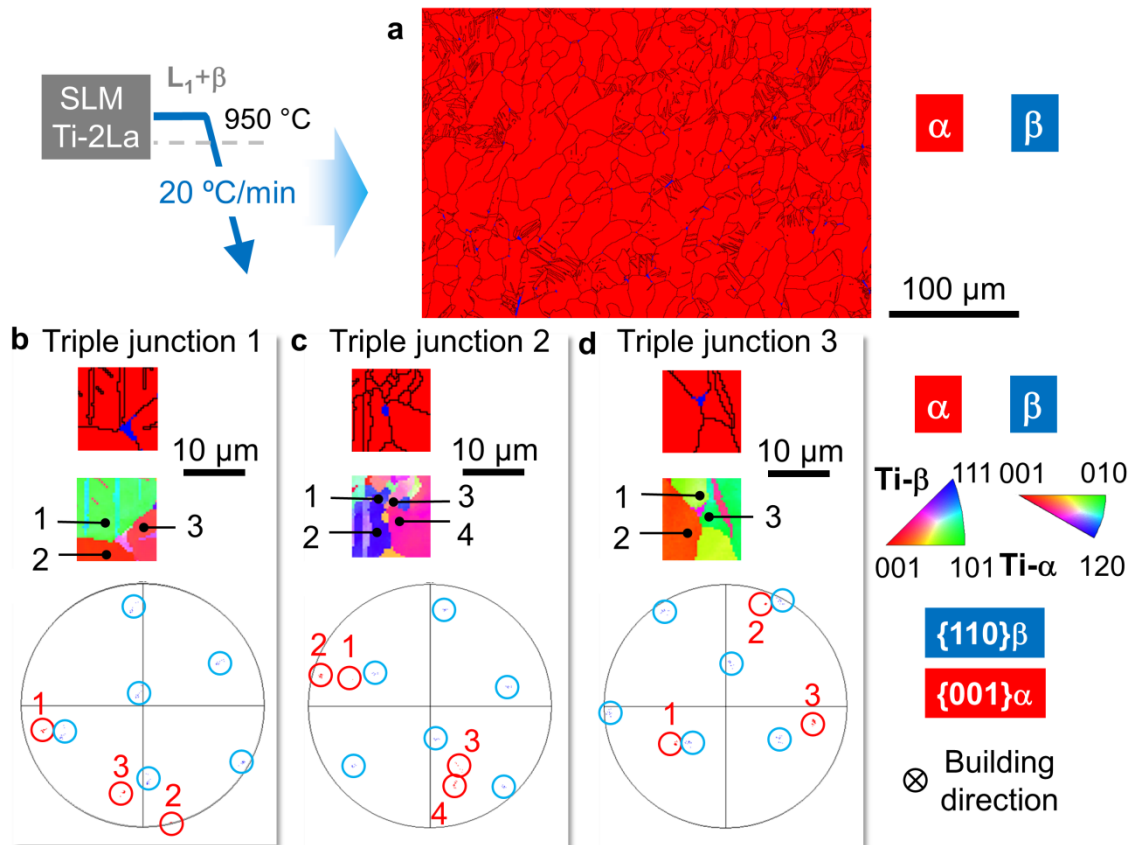 a
L₁+β
SLM
Ti-2La
950 °C
20 ºC/min
α
β
100 µm
b Triple junction 1
c Triple junction 2
d Triple junction 3
α
β
10 µm
10 µm
10 µm
1
2
3
1
2
3
4
1
2
3
Ti-β
111
001
010
001
101
Ti-α
120
1
3
2
2
1
3
4
2
1
3
{110}β
{001}α
Building
direction